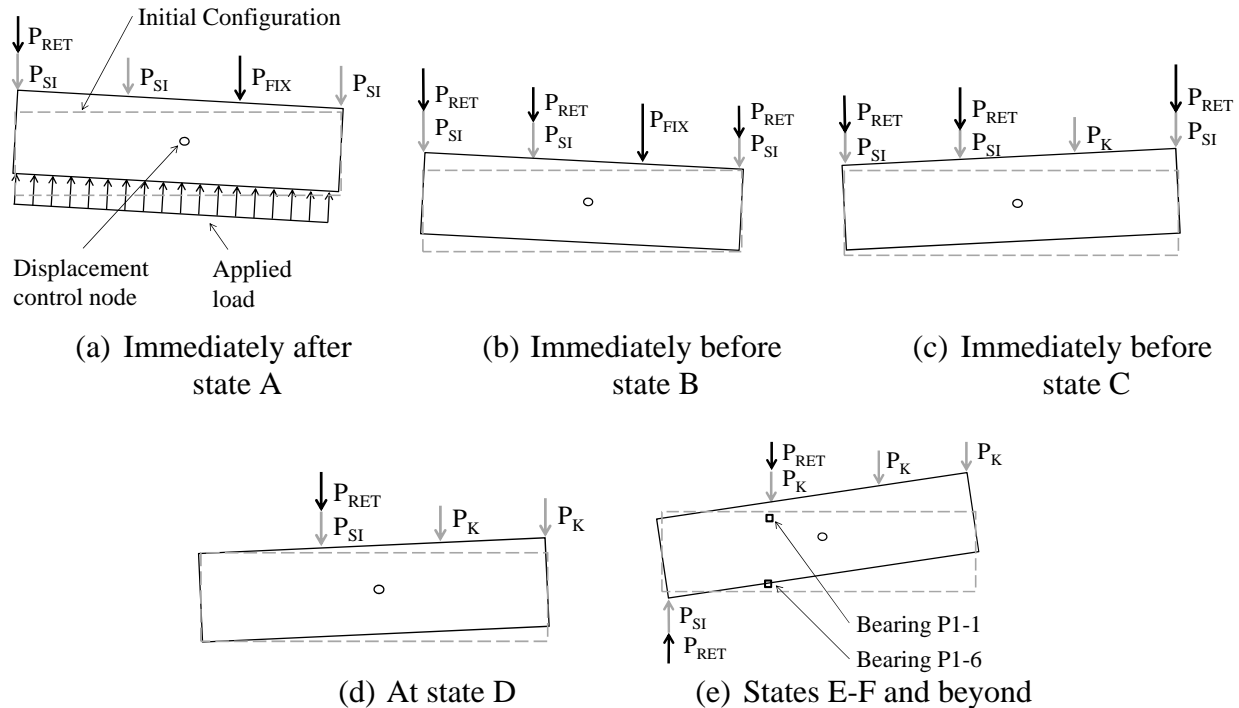 Initial Configuration
P_RET
P_SI
P_SI
P_FIX
P_SI
Displacement
control node
Applied
load
(a) Immediately after
state A
P_RET
P_SI
P_RET
P_SI
P_FIX
P_RET
P_SI
(b) Immediately before
state B
P_RET
P_SI
P_RET
P_SI
P_K
P_RET
P_SI
(c) Immediately before
state C
P_RET
P_SI
P_K
P_K
(d) At state D
P_RET
P_K
P_K
P_K
P_SI
P_RET
Bearing P1-1
Bearing P1-6
(e) States E-F and beyond